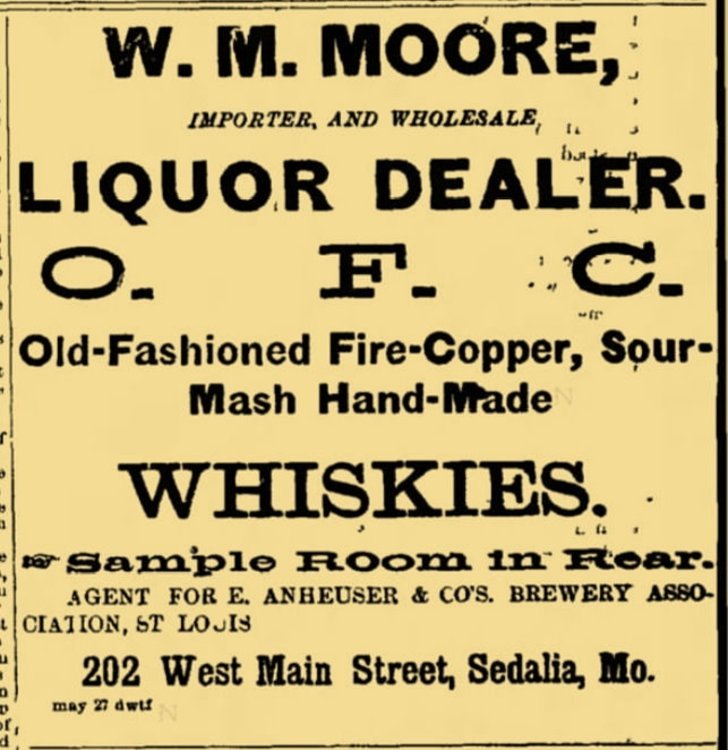 W. M. MOORE,
IMPORTER, AND WHOLESALE,
LIQUOR DEALER.
O. F. C.
Old-Fashioned Fire-Copper, Sour-
Mash Hand-Made
WHISKIES.
☞ Sample Room in Rear.
AGENT FOR E. ANHEUSER & CO'S. BREWERY ASSO-
CIATION, ST LOUIS
202 West Main Street, Sedalia, Mo.
may 27 dwtf